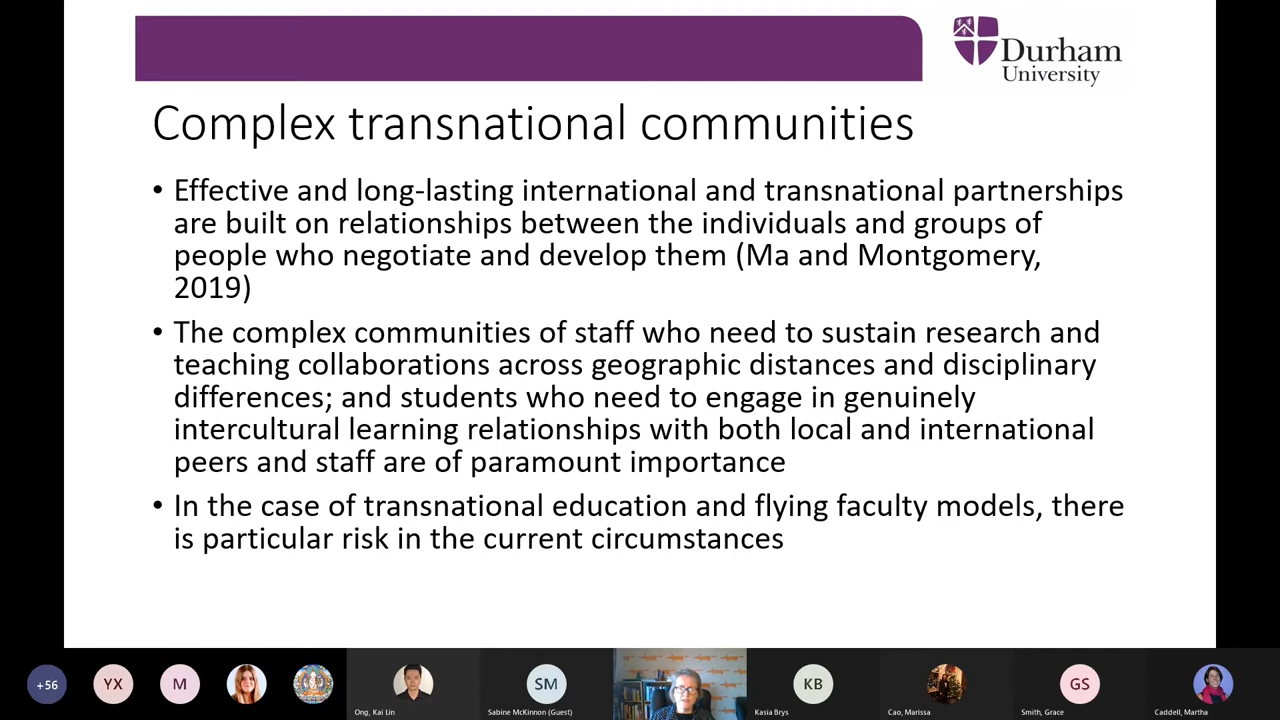 Durham
University
Complex transnational communities
• Effective and long-lasting international and transnational partnerships
are built on relationships between the individuals and groups of
people who negotiate and develop them (Ma and Montgomery,
2019)
• The complex communities of staff who need to sustain research and
teaching collaborations across geographic distances and disciplinary
differences; and students who need to engage in genuinely
intercultural learning relationships with both local and international
peers and staff are of paramount importance
• In the case of transnational education and flying faculty models, there
is particular risk in the current circumstances
+56 YX M SM KB GS
Ong, Kai Lin Sabine McKinnon (Guest) Kasia Brys Cao, Marissa Smith, Grace Caddell, Martha